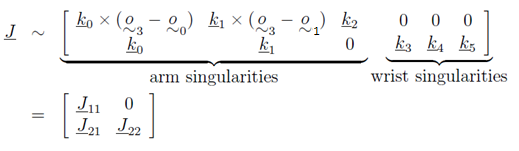 J ∼ [ k₀ × (o₃ − o₀) k₁ × (o₃ − o₁) k₂ 0 0 0
k₀ k₁ 0 k₃ k₄ k₅ ]
arm singularities wrist singularities
= [ J₁₁ 0
J₂₁ J₂₂ ]